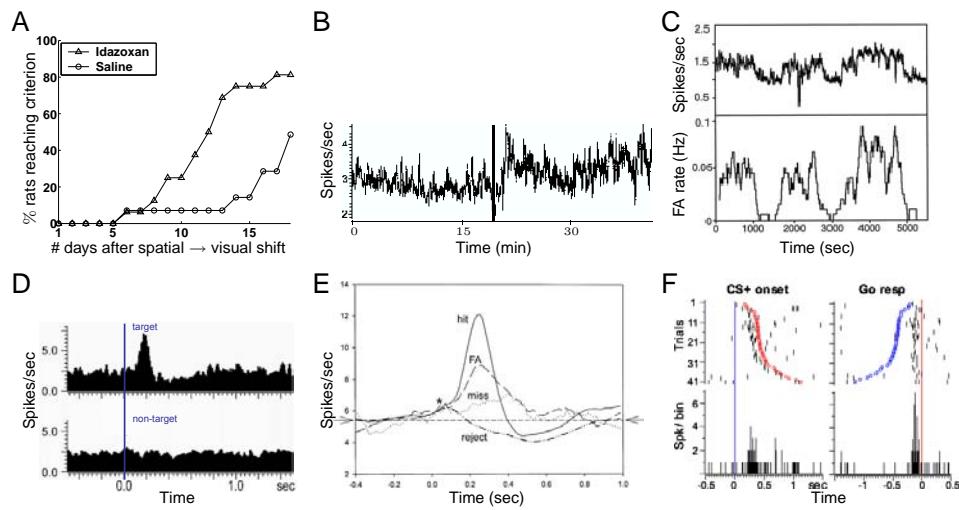 A
Idazoxan
Saline
% rats reaching criterion
100
80
60
40
20
0
1 5 10 15
# days after spatial → visual shift
B
Spikes/sec
4
3
2
0 15 30
Time (min)
C
Spikes/sec
2.5
1.5
0.5
FA rate (Hz)
0.1
0.05
0
0 1000 2000 3000 4000 5000
Time (sec)
D
target
5.0
0.0
Spikes/sec
non-target
5.0
0.0
0.0 1.0 sec
Time
E
Spikes/sec
14
12
10
8
6
4
2
hit
FA
miss
*
reject
-0.4 -0.2 0.0 0.2 0.4 0.6 0.8 1.0
Time (sec)
F
CS+ onset Go resp
Trials
1
11
21
31
41
Spk/ bin
6
4
2
-0.5 0 0.5 1 sec -1 -0.5 0 0.5
Time